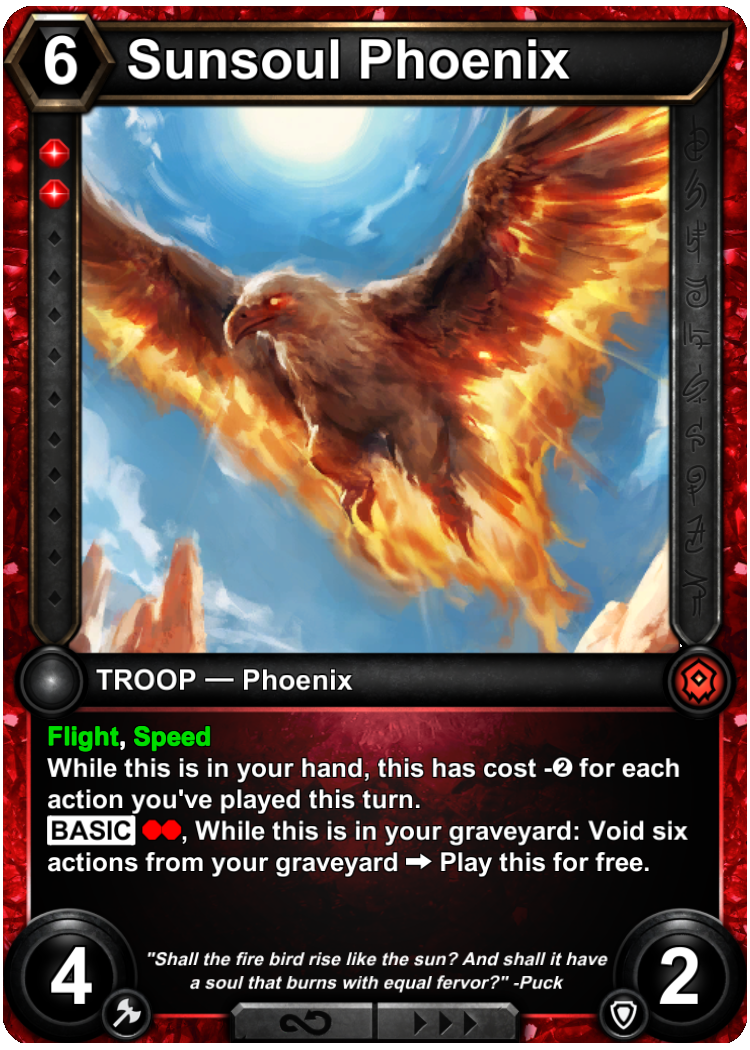 6 Sunsoul Phoenix
TROOP — Phoenix
Flight, Speed
While this is in your hand, this has cost -❷ for each
action you've played this turn.
BASIC , While this is in your graveyard: Void six
actions from your graveyard ➡ Play this for free.
"Shall the fire bird rise like the sun? And shall it have
a soul that burns with equal fervor?" -Puck
4
2